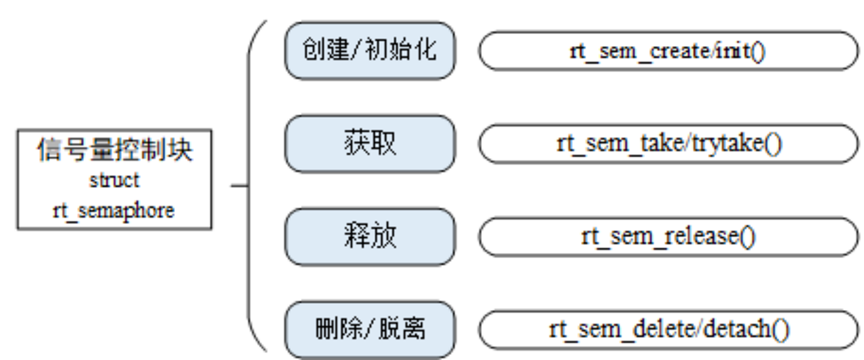 信号量控制块
struct
rt_semaphore
创建/初始化
rt_sem_create/init()
获取
rt_sem_take/trytake()
释放
rt_sem_release()
删除/脱离
rt_sem_delete/detach()